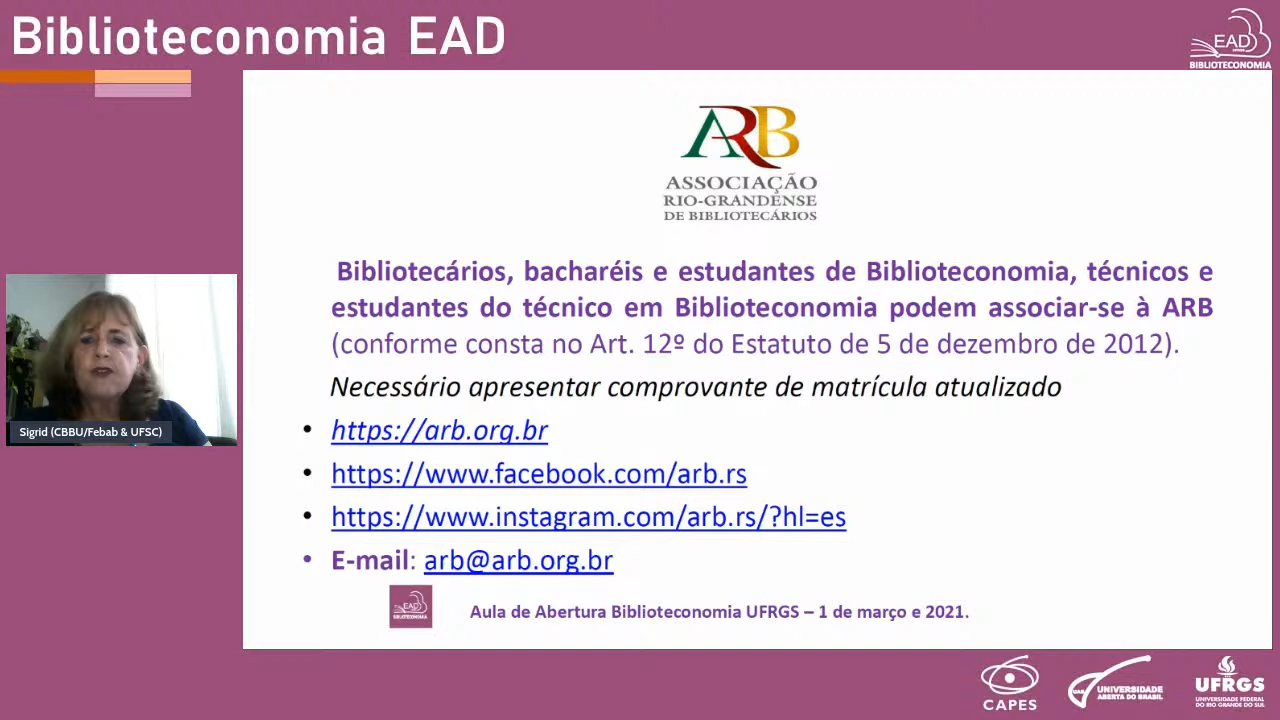 Biblioteconomia EAD
EAD
BIBLIOTECONOMIA
ARB
ASSOCIAÇÃO
RIO-GRANDENSE
DE BIBLIOTECÁRIOS
Bibliotecários, bacharéis e estudantes de Biblioteconomia, técnicos e
estudantes do técnico em Biblioteconomia podem associar-se à ARB
(conforme consta no Art. 12º do Estatuto de 5 de dezembro de 2012).
Necessário apresentar comprovante de matrícula atualizado
• https://arb.org.br
• https://www.facebook.com/arb.rs
• https://www.instagram.com/arb.rs/?hl=es
• E-mail: arb@arb.org.br
Sigrid (CBBU/Febab & UFSC)
EAD
BIBLIOTECONOMIA
Aula de Abertura Biblioteconomia UFRGS – 1 de março e 2021.
CAPES
UNIVERSIDADE
ABERTA DO BRASIL
UFRGS
UNIVERSIDADE FEDERAL
DO RIO GRANDE DO SUL